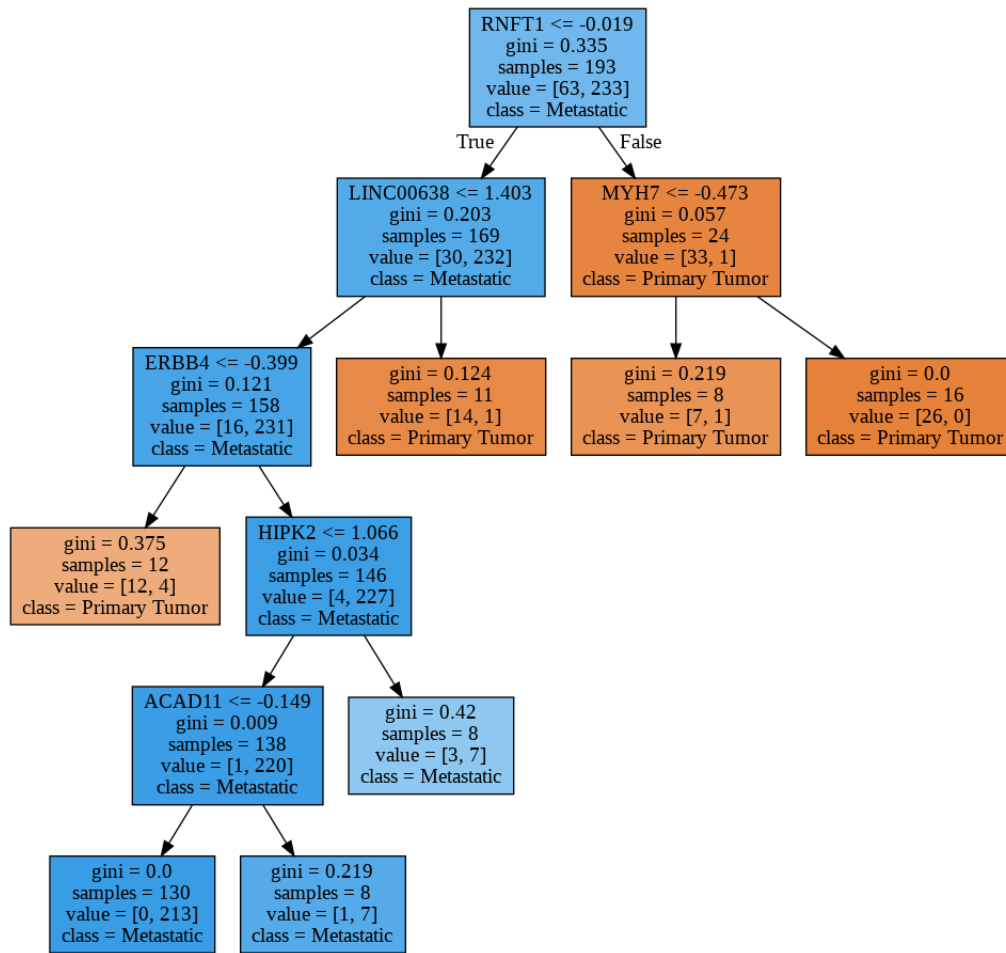 RNFT1 <= -0.019
gini = 0.335
samples = 193
value = [63, 233]
class = Metastatic
True
False
LINC00638 <= 1.403
gini = 0.203
samples = 169
value = [30, 232]
class = Metastatic
MYH7 <= -0.473
gini = 0.057
samples = 24
value = [33, 1]
class = Primary Tumor
ERBB4 <= -0.399
gini = 0.121
samples = 158
value = [16, 231]
class = Metastatic
gini = 0.124
samples = 11
value = [14, 1]
class = Primary Tumor
gini = 0.219
samples = 8
value = [7, 1]
class = Primary Tumor
gini = 0.0
samples = 16
value = [26, 0]
class = Primary Tumor
gini = 0.375
samples = 12
value = [12, 4]
class = Primary Tumor
HIPK2 <= 1.066
gini = 0.034
samples = 146
value = [4, 227]
class = Metastatic
ACAD11 <= -0.149
gini = 0.009
samples = 138
value = [1, 220]
class = Metastatic
gini = 0.42
samples = 8
value = [3, 7]
class = Metastatic
gini = 0.0
samples = 130
value = [0, 213]
class = Metastatic
gini = 0.219
samples = 8
value = [1, 7]
class = Metastatic